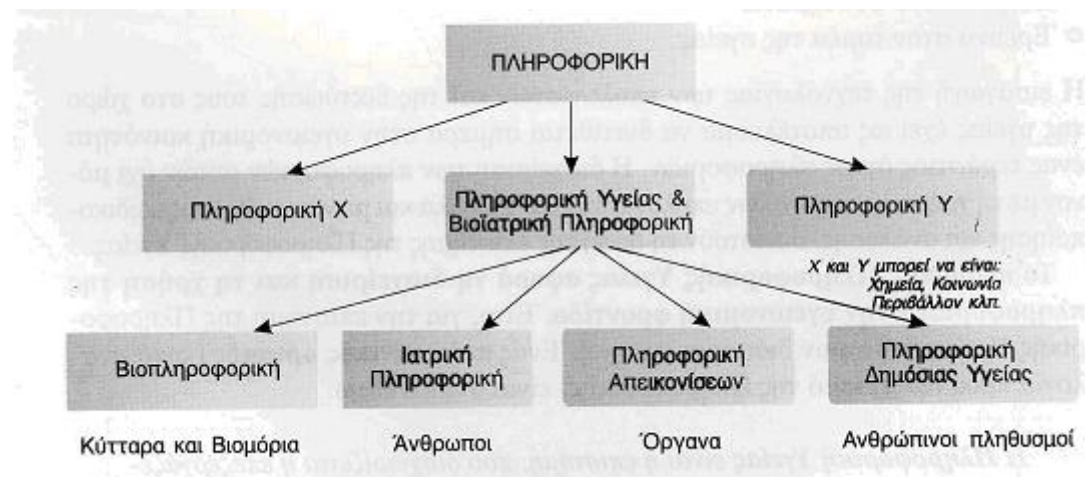 ΠΛΗΡΟΦΟΡΙΚΗ
Πληροφορική Χ
Πληροφορική Υγείας &
Βιοϊατρική Πληροφορική
Πληροφορική Υ
Χ και Υ μπορεί να είναι:
Χημεία, Κοινωνία
Περιβάλλον κλπ.
Βιοπληροφορική
Ιατρική
Πληροφορική
Πληροφορική
Απεικονίσεων
Πληροφορική
Δημόσιας Υγείας
Κύτταρα και Βιομόρια
Άνθρωποι
Όργανα
Ανθρώπινοι πληθυσμοί